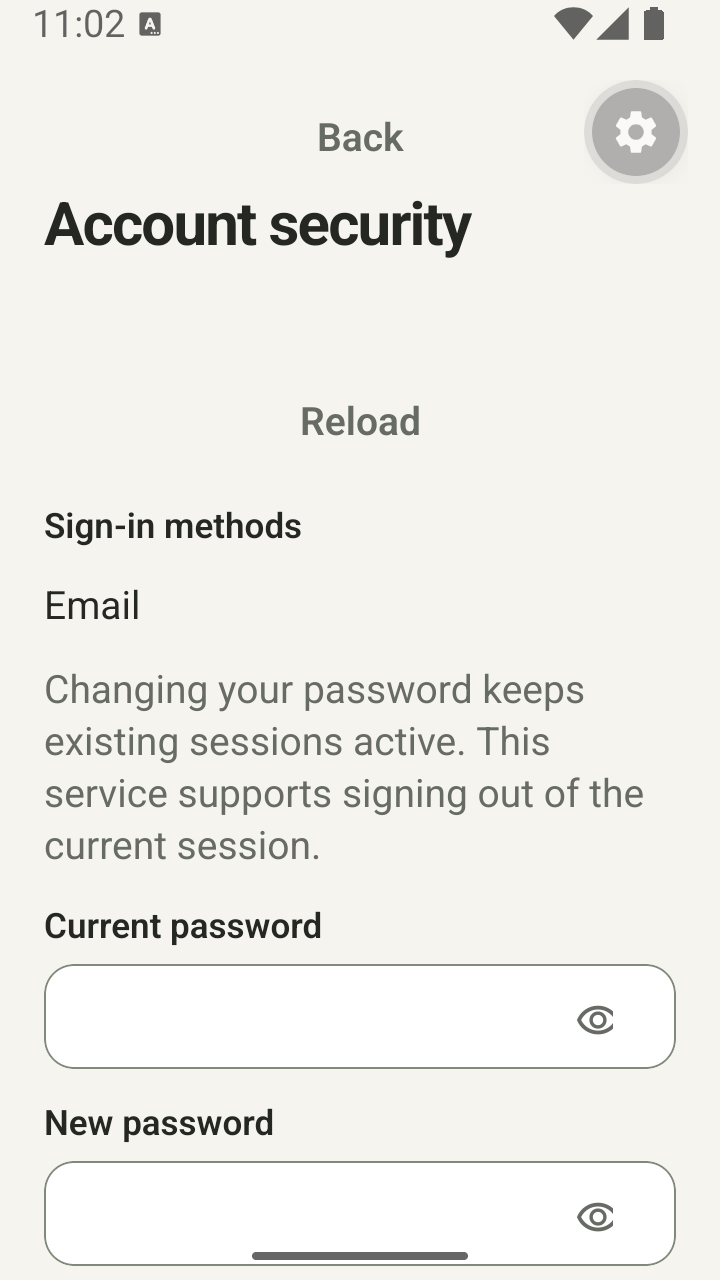 11:02
Back
Account security
Reload
Sign-in methods
Email
Changing your password keeps
existing sessions active. This
service supports signing out of the
current session.
Current password
New password